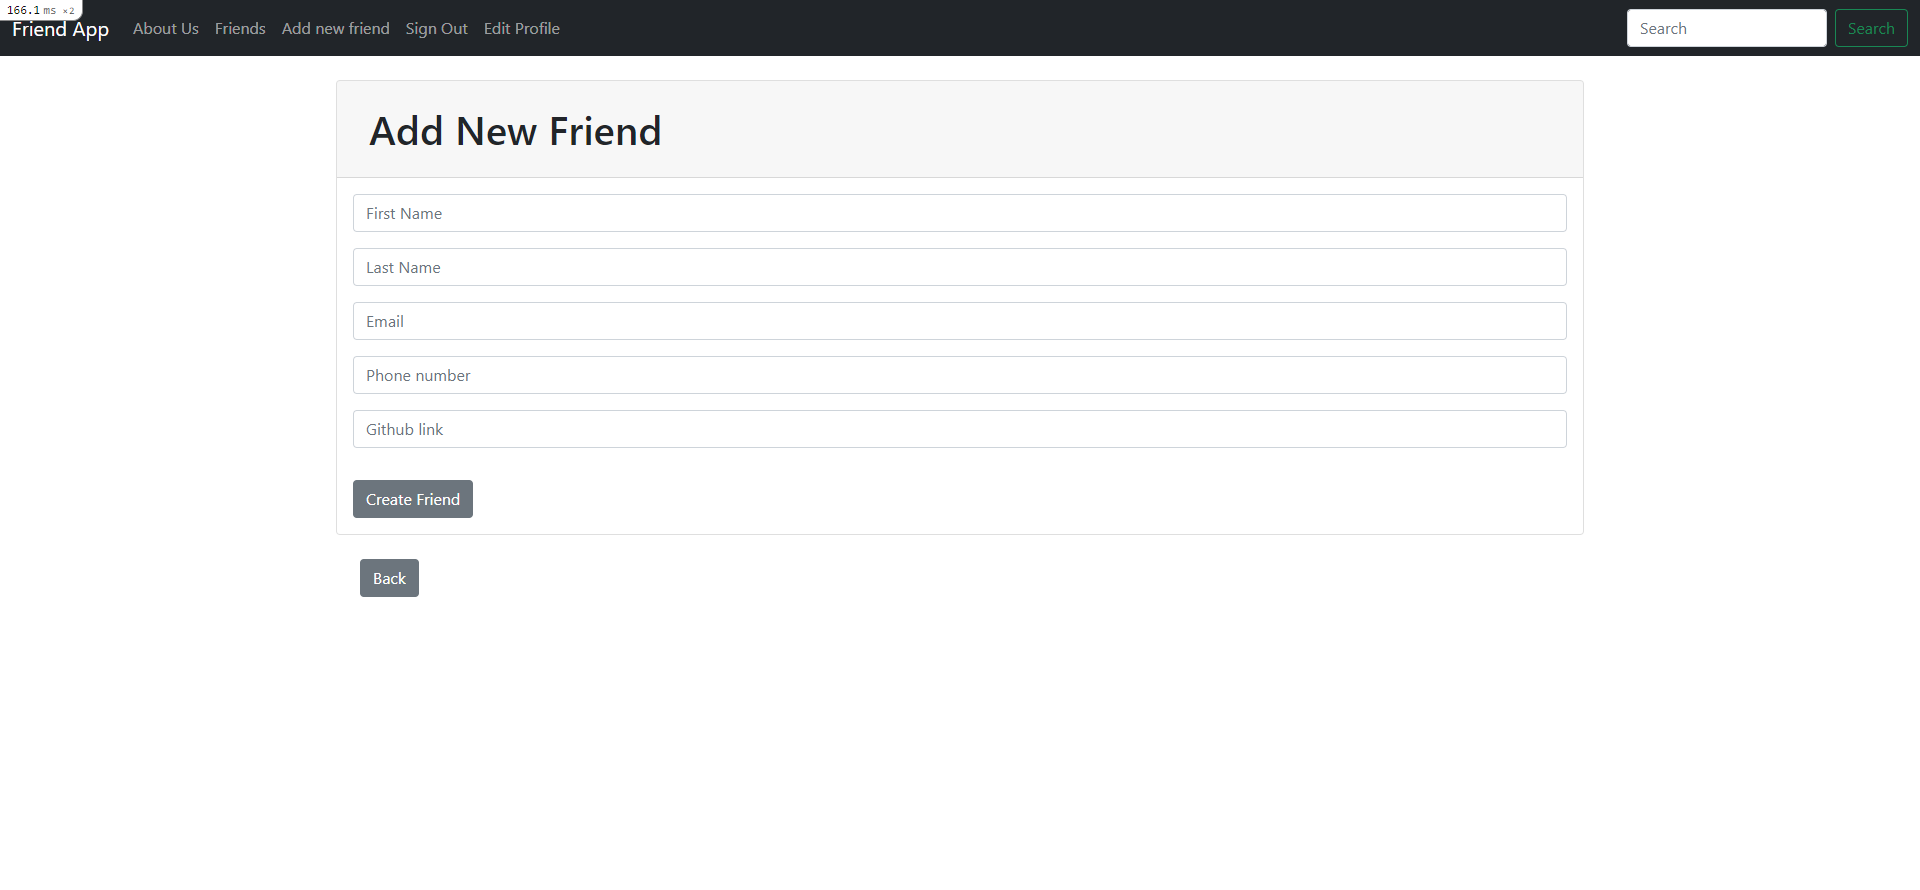 166.1 ms ×2
Friend App About Us Friends Add new friend Sign Out Edit Profile Search Search
Add New Friend
First Name
Last Name
Email
Phone number
Github link
Create Friend
Back